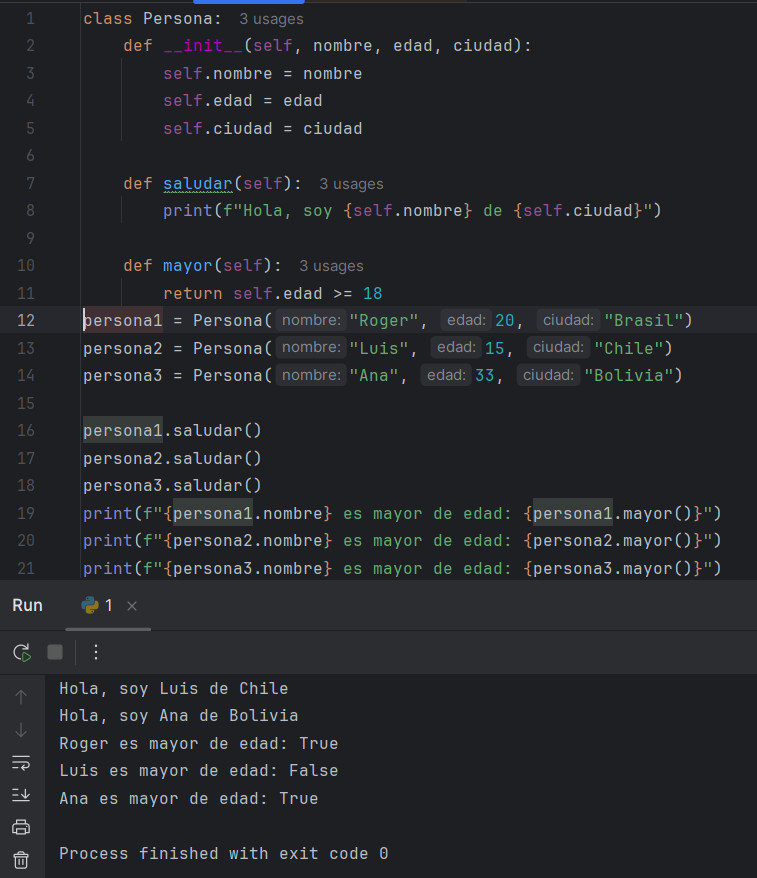 1 class Persona: 3 usages
2 def __init__(self, nombre, edad, ciudad):
3 self.nombre = nombre
4 self.edad = edad
5 self.ciudad = ciudad
6
7 def saludar(self): 3 usages
8 print(f"Hola, soy {self.nombre} de {self.ciudad}")
9
10 def mayor(self): 3 usages
11 return self.edad >= 18
12 persona1 = Persona( nombre: "Roger", edad: 20, ciudad: "Brasil")
13 persona2 = Persona( nombre: "Luis", edad: 15, ciudad: "Chile")
14 persona3 = Persona( nombre: "Ana", edad: 33, ciudad: "Bolivia")
15
16 persona1.saludar()
17 persona2.saludar()
18 persona3.saludar()
19 print(f"{persona1.nombre} es mayor de edad: {persona1.mayor()}")
20 print(f"{persona2.nombre} es mayor de edad: {persona2.mayor()}")
21 print(f"{persona3.nombre} es mayor de edad: {persona3.mayor()}")
Run 1
Hola, soy Luis de Chile
Hola, soy Ana de Bolivia
Roger es mayor de edad: True
Luis es mayor de edad: False
Ana es mayor de edad: True
Process finished with exit code 0